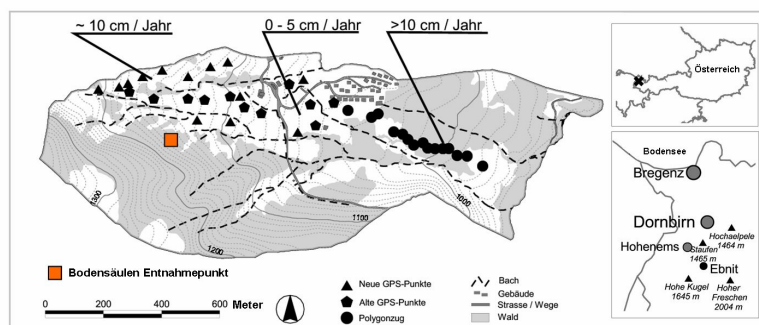 ~ 10 cm / Jahr
0 - 5 cm / Jahr
>10 cm / Jahr
1300
1200
1100
1000
Bodensäulen Entnahmepunkt
0 200 400 600 Meter
Neue GPS-Punkte
Alte GPS-Punkte
Polygonzug
Bach
Gebäude
Strasse / Wege
Wald
Österreich
Bodensee
Bregenz
Dornbirn
Hochaelpele
1464 m
Hohenems
Staufen
1465 m
Ebnit
Hohe Kugel
1645 m
Hoher
Freschen
2004 m